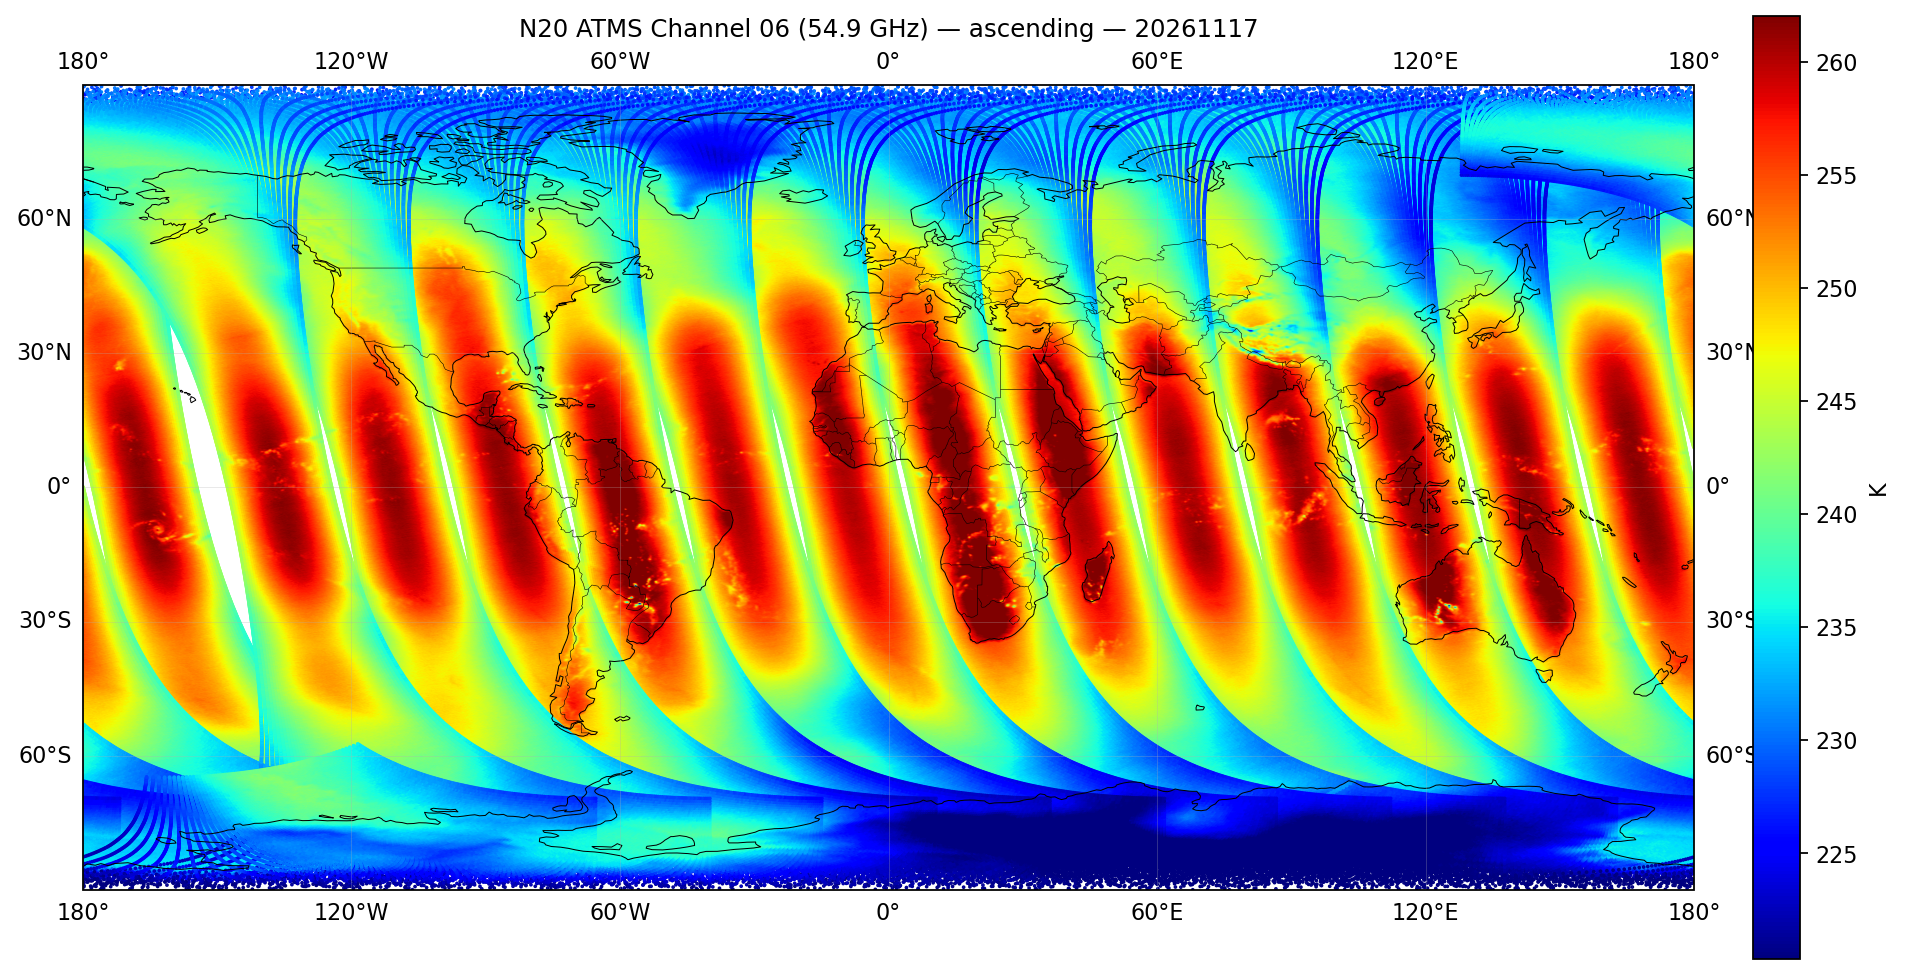 N20 ATMS Channel 06 (54.9 GHz) — ascending — 20261117
180° 120°W 60°W 0° 60°E 120°E 180°
260
255
250
245
240
235
230
225
K
60°N 60°N
30°N 30°N
0° 0°
30°S 30°S
60°S 60°S
180° 120°W 60°W 0° 60°E 120°E 180°